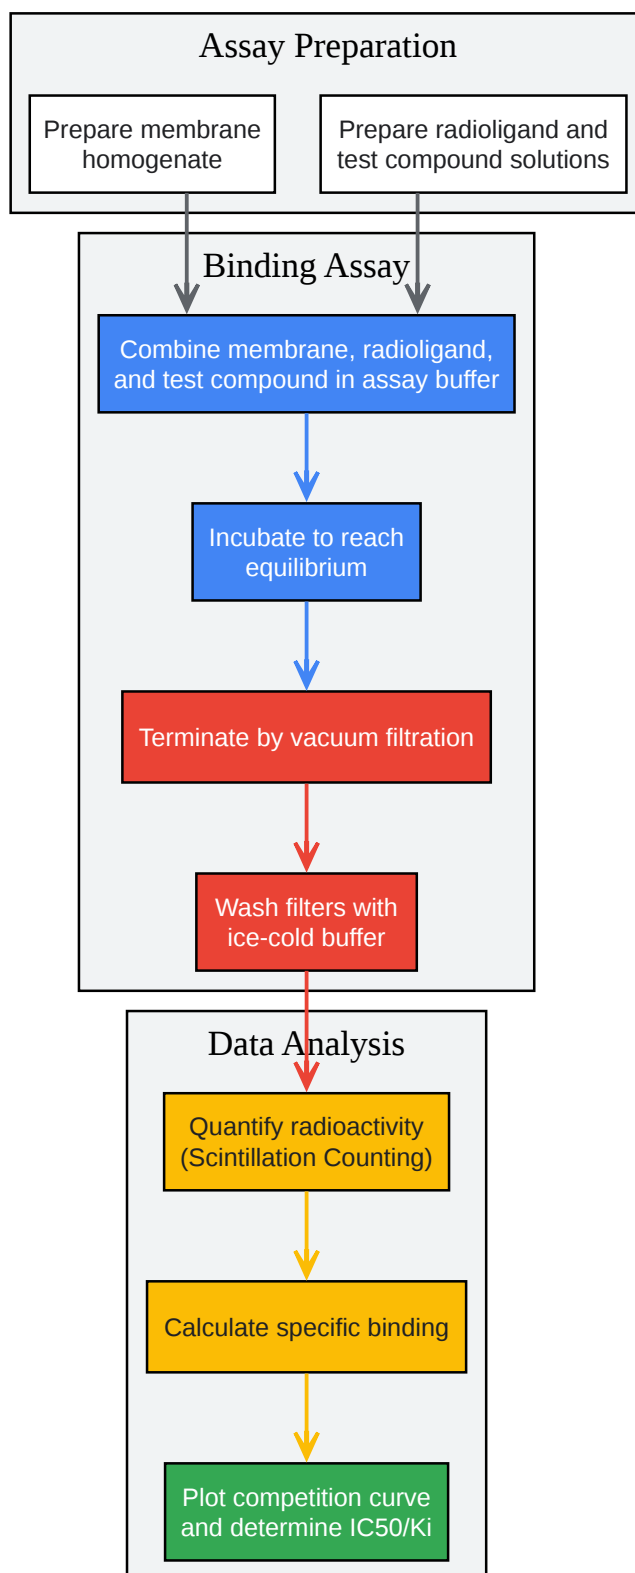 Assay Preparation
Prepare membrane
homogenate
Prepare radioligand and
test compound solutions
Binding Assay
Combine membrane, radioligand,
and test compound in assay buffer
Incubate to reach
equilibrium
Terminate by vacuum filtration
Wash filters with
ice-cold buffer
Data Analysis
Quantify radioactivity
(Scintillation Counting)
Calculate specific binding
Plot competition curve
and determine IC50/Ki